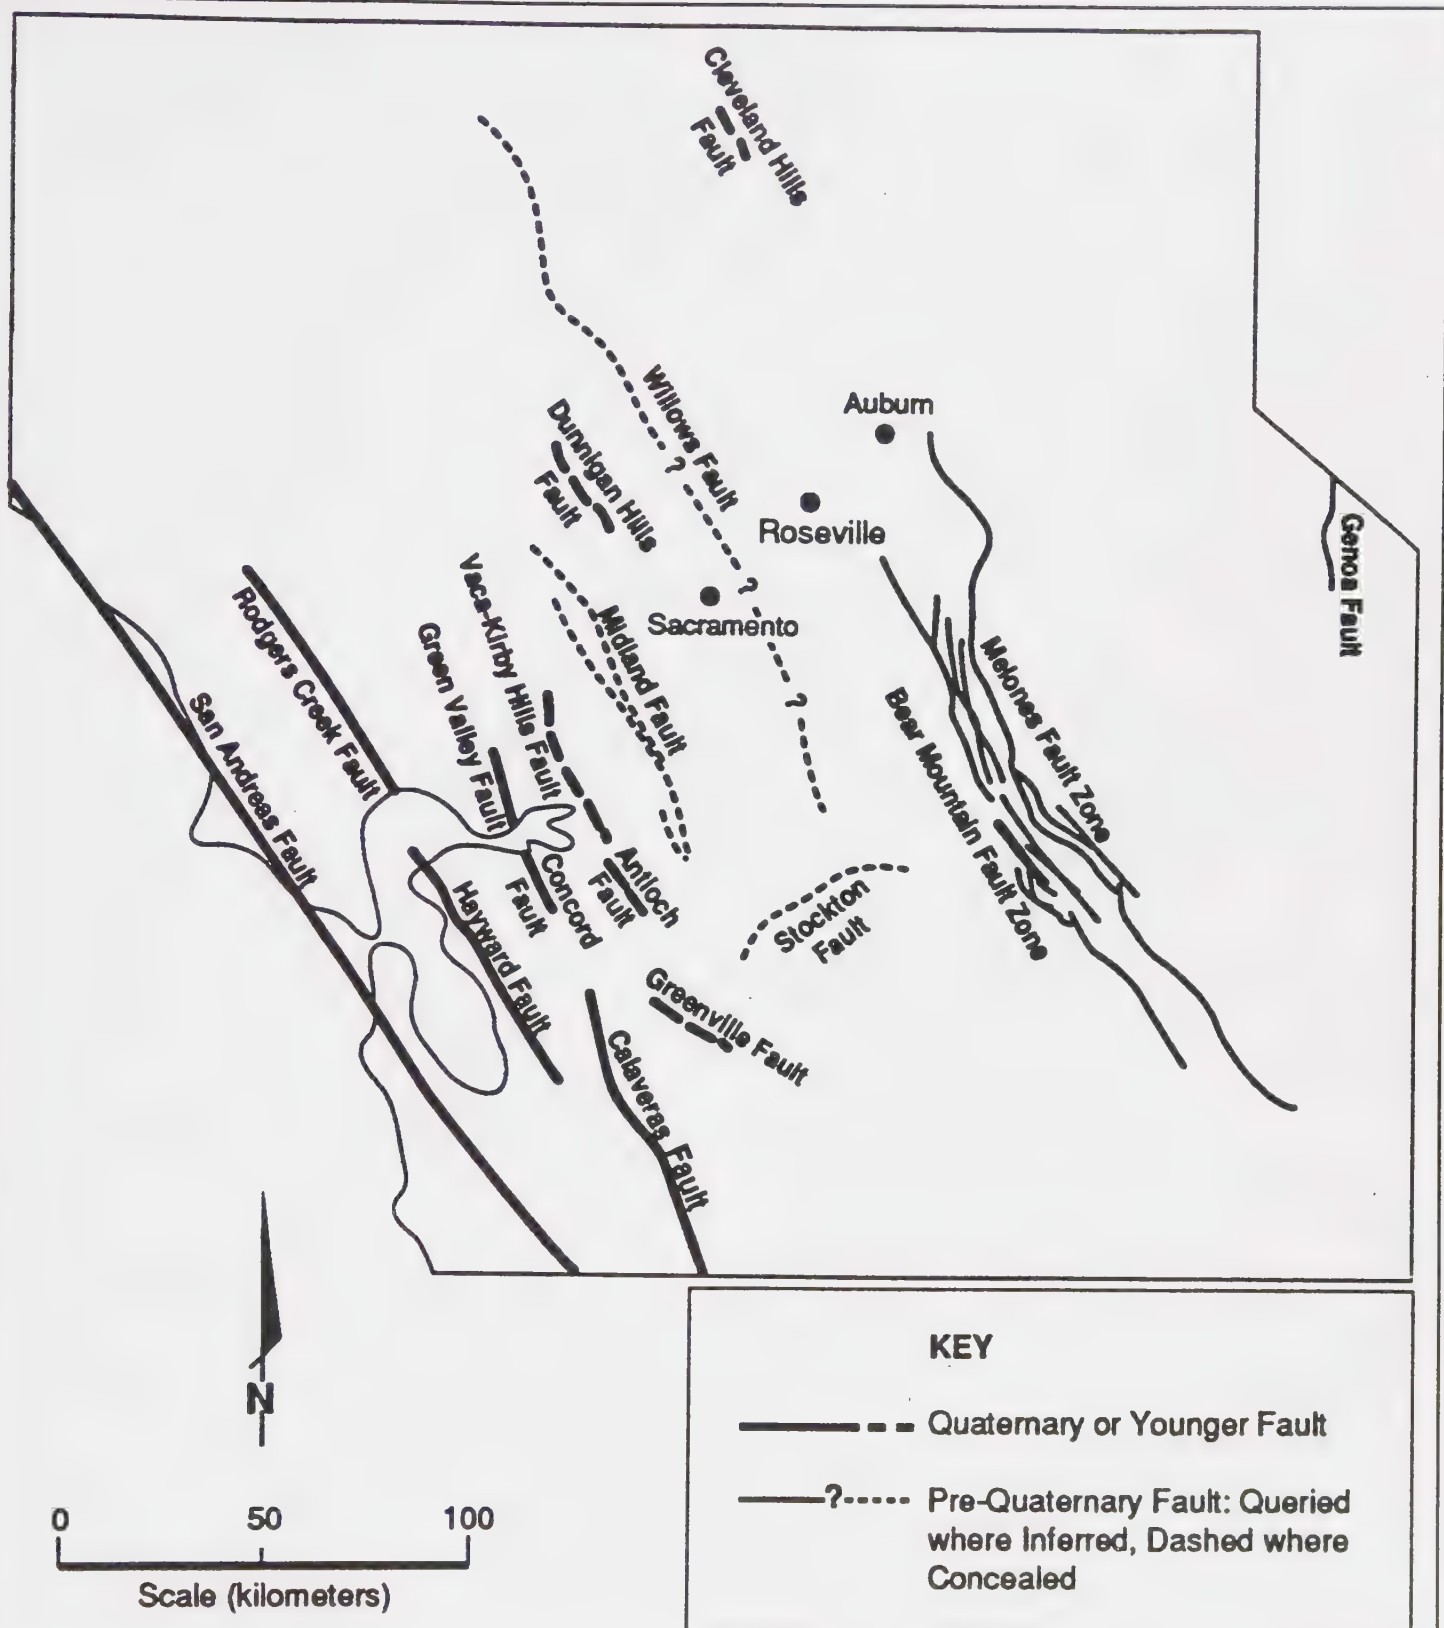 Cleveland Hills
Fault
Willows Fault
?
?
?
Dunnigan Hills
Fault
Auburn
Roseville
Sacramento
Genoa Fault
Vaca-Kirby Hills Fault
Midland Fault
Rodgers Creek Fault
Green Valley Fault
San Andreas Fault
Melones Fault Zone
Bear Mountain Fault Zone
Antioch
Fault
Concord
Fault
Hayward Fault
Stockton
Fault
Greenville Fault
Calaveras Fault
N
0 50 100
Scale (kilometers)
KEY
Quaternary or Younger Fault
? Pre-Quaternary Fault: Queried
where Inferred, Dashed where
Concealed